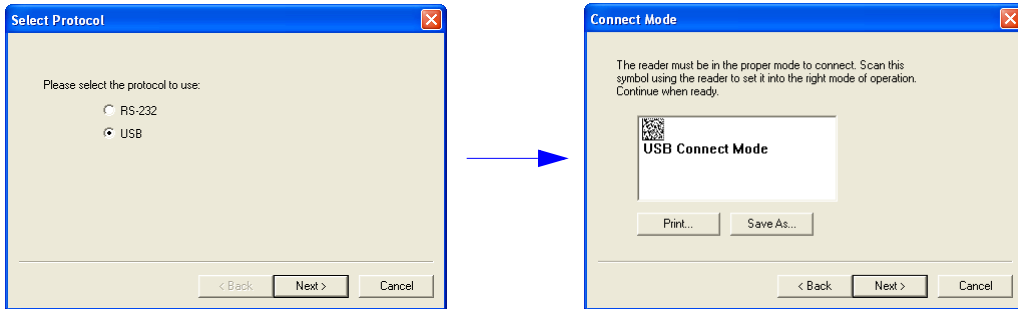 Select Protocol
Please select the protocol to use:
RS-232
USB
< Back Next > Cancel
Connect Mode
The reader must be in the proper mode to connect. Scan this
symbol using the reader to set it into the right mode of operation.
Continue when ready.
USB Connect Mode
Print... Save As...
< Back Next > Cancel